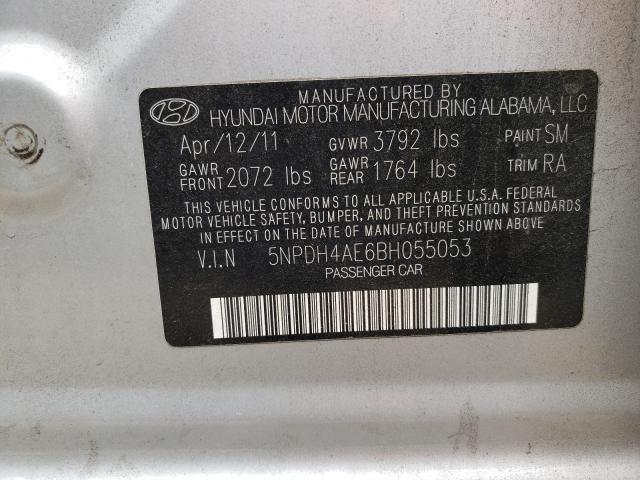 MANUFACTURED BY
HYUNDAI MOTOR MANUFACTURING ALABAMA, LLC
Apr/12/11 GVWR 3792 lbs PAINT SM
GAWR FRONT 2072 lbs GAWR REAR 1764 lbs TRIM RA
THIS VEHICLE CONFORMS TO ALL APPLICABLE U.S.A. FEDERAL
MOTOR VEHICLE SAFETY, BUMPER, AND THEFT PREVENTION
STANDARDS IN EFFECT ON THE DATE OF MANUFACTURE SHOWN ABOVE
V.I.N 5NPDH4AE6BH055053
PASSENGER CAR